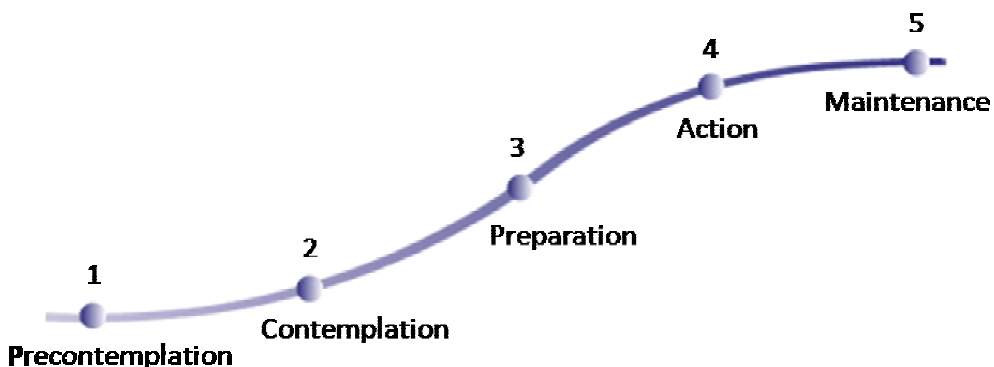 1
Precontemplation
2
Contemplation
3
Preparation
4
Action
5
Maintenance